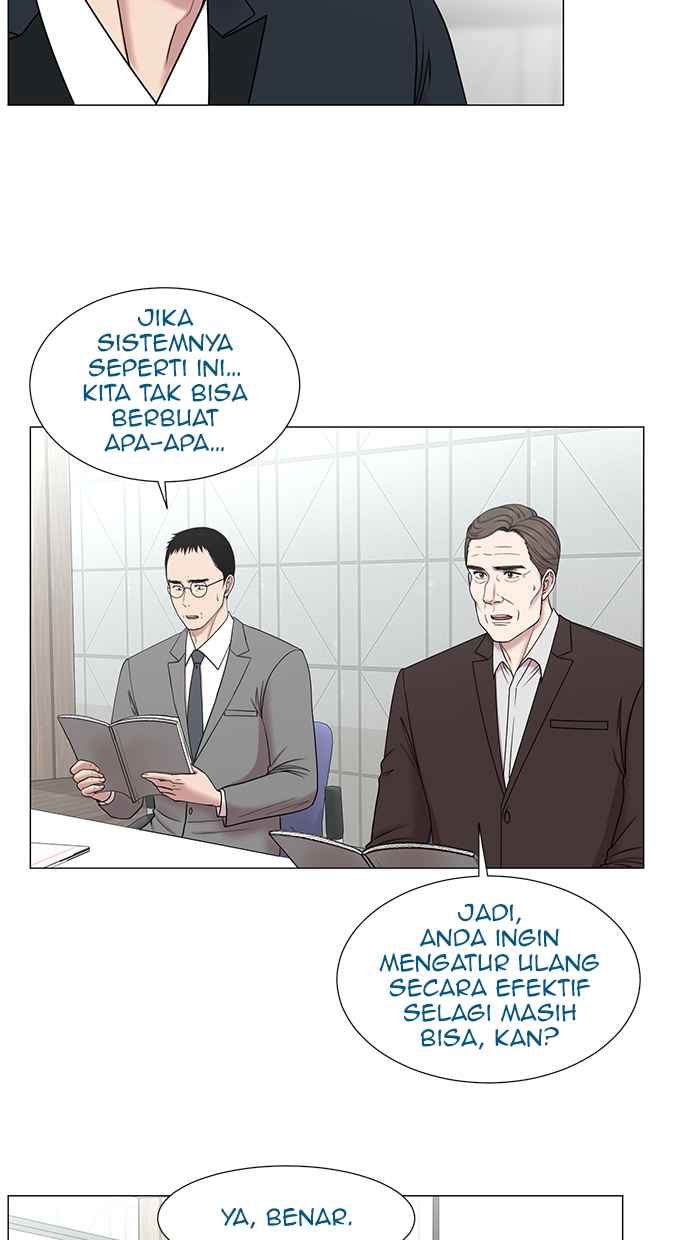 JIKA
SISTEMNYA
SEPERTI INI...
KITA TAK BISA
BERBUAT
APA-APA...
JADI,
ANDA INGIN
MENGATUR ULANG
SECARA EFEKTIF
SELAGI MASIH
BISA, KAN?
YA, BENAR.